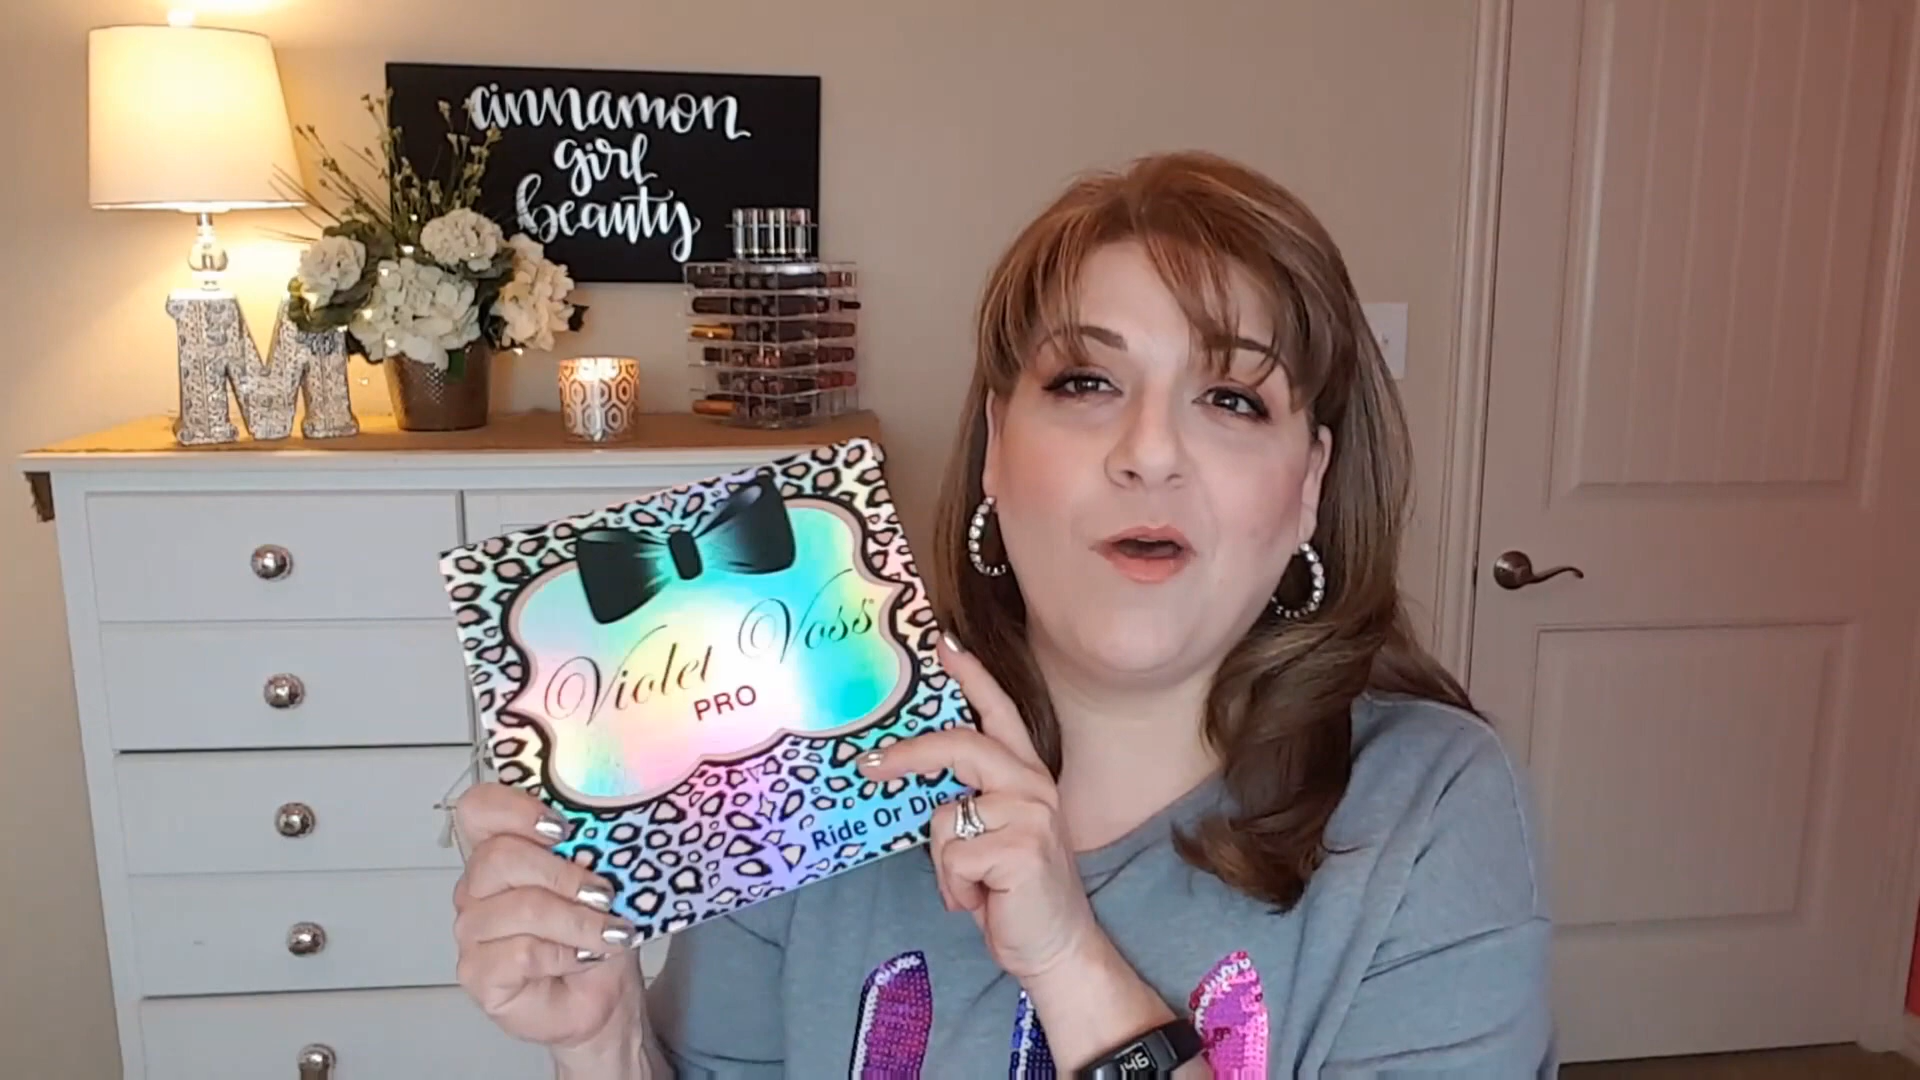 cinnamon
girl
beauty
M
Violet Voss
PRO
Ride Or Die